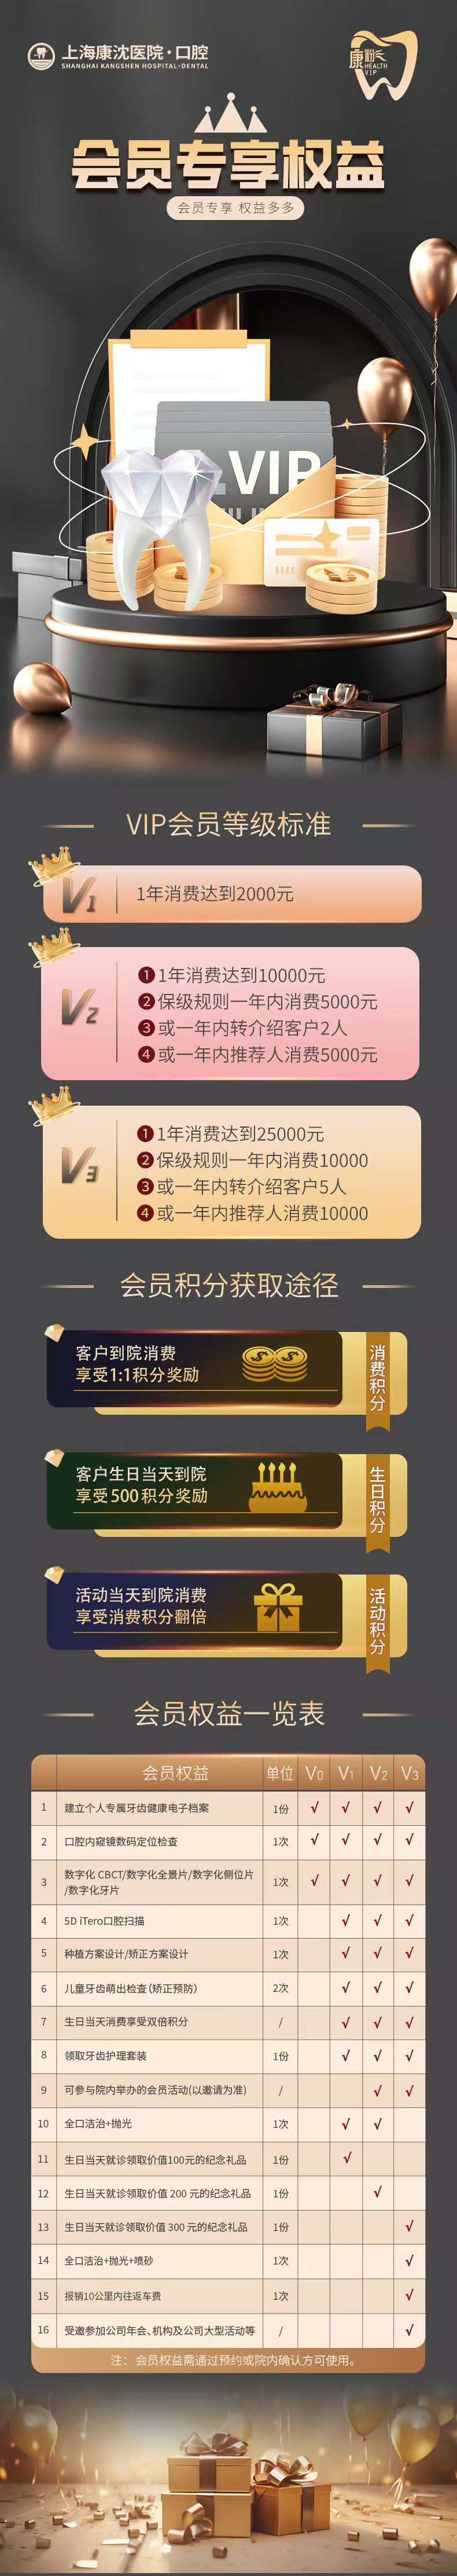 上海康沈医院·口腔
SHANGHAI KANGSHEN HOSPITAL·DENTAL
康
HEALTH
VIP
会员专享权益
会员专享 权益多多
VIP
VIP会员等级标准
V1
1年消费达到2000元
V2
1 1年消费达到10000元
2 保级规则一年内消费5000元
3 或一年内转介绍客户2人
4 或一年内推荐人消费5000元
V3
1 1年消费达到25000元
2 保级规则一年内消费10000
3 或一年内转介绍客户5人
4 或一年内推荐人消费10000
会员积分获取途径
客户到院消费
享受1:1积分奖励
消费积分
客户生日当天到院
享受500积分奖励
生日积分
活动当天到院消费
享受消费积分翻倍
活动积分
会员权益一览表
会员权益 单位 V0 V1 V2 V3
1 建立个人专属牙齿健康电子档案 1份 √ √ √ √
2 口腔内窥镜数码定位检查 1次 √ √ √ √
3 数字化 CBCT/数字化全景片/数字化侧位片
/数字化牙片 1次 √ √ √ √
4 5D iTero口腔扫描 1次 √ √ √
5 种植方案设计/矫正方案设计 1次 √ √ √
6 儿童牙齿萌出检查(矫正预防) 2次 √ √ √
7 生日当天消费享受双倍积分 / √ √ √
8 领取牙齿护理套装 1份 √ √ √
9 可参与院内举办的会员活动(以邀请为准) / √ √
10 全口洁治+抛光 1次 √ √
11 生日当天就诊领取价值100元的纪念礼品 1份 √
12 生日当天就诊领取价值 200 元的纪念礼品 1份 √
13 生日当天就诊领取价值 300 元的纪念礼品 1份 √
14 全口洁治+抛光+喷砂 1次 √
15 报销10公里内往返车费 1次 √
16 受邀参加公司年会、机构及公司大型活动等 / √
注：会员权益需通过预约或院内确认方可使用。